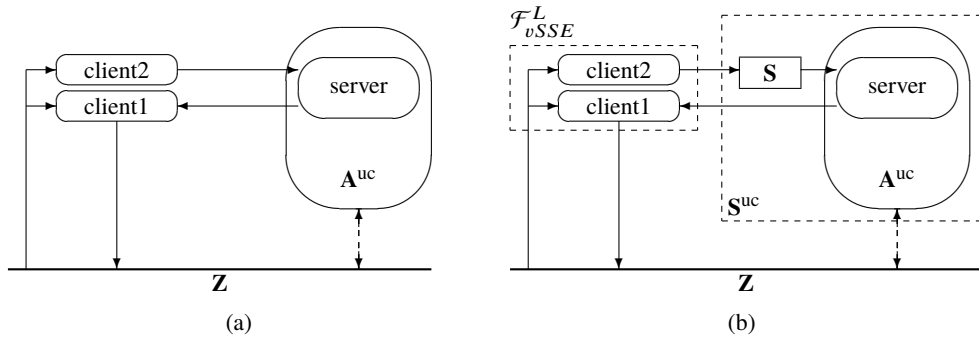 client2
client1
server
A^uc
Z
(a)
ℱ^L_vSSE
client2
client1
S
server
A^uc
S^uc
Z
(b)